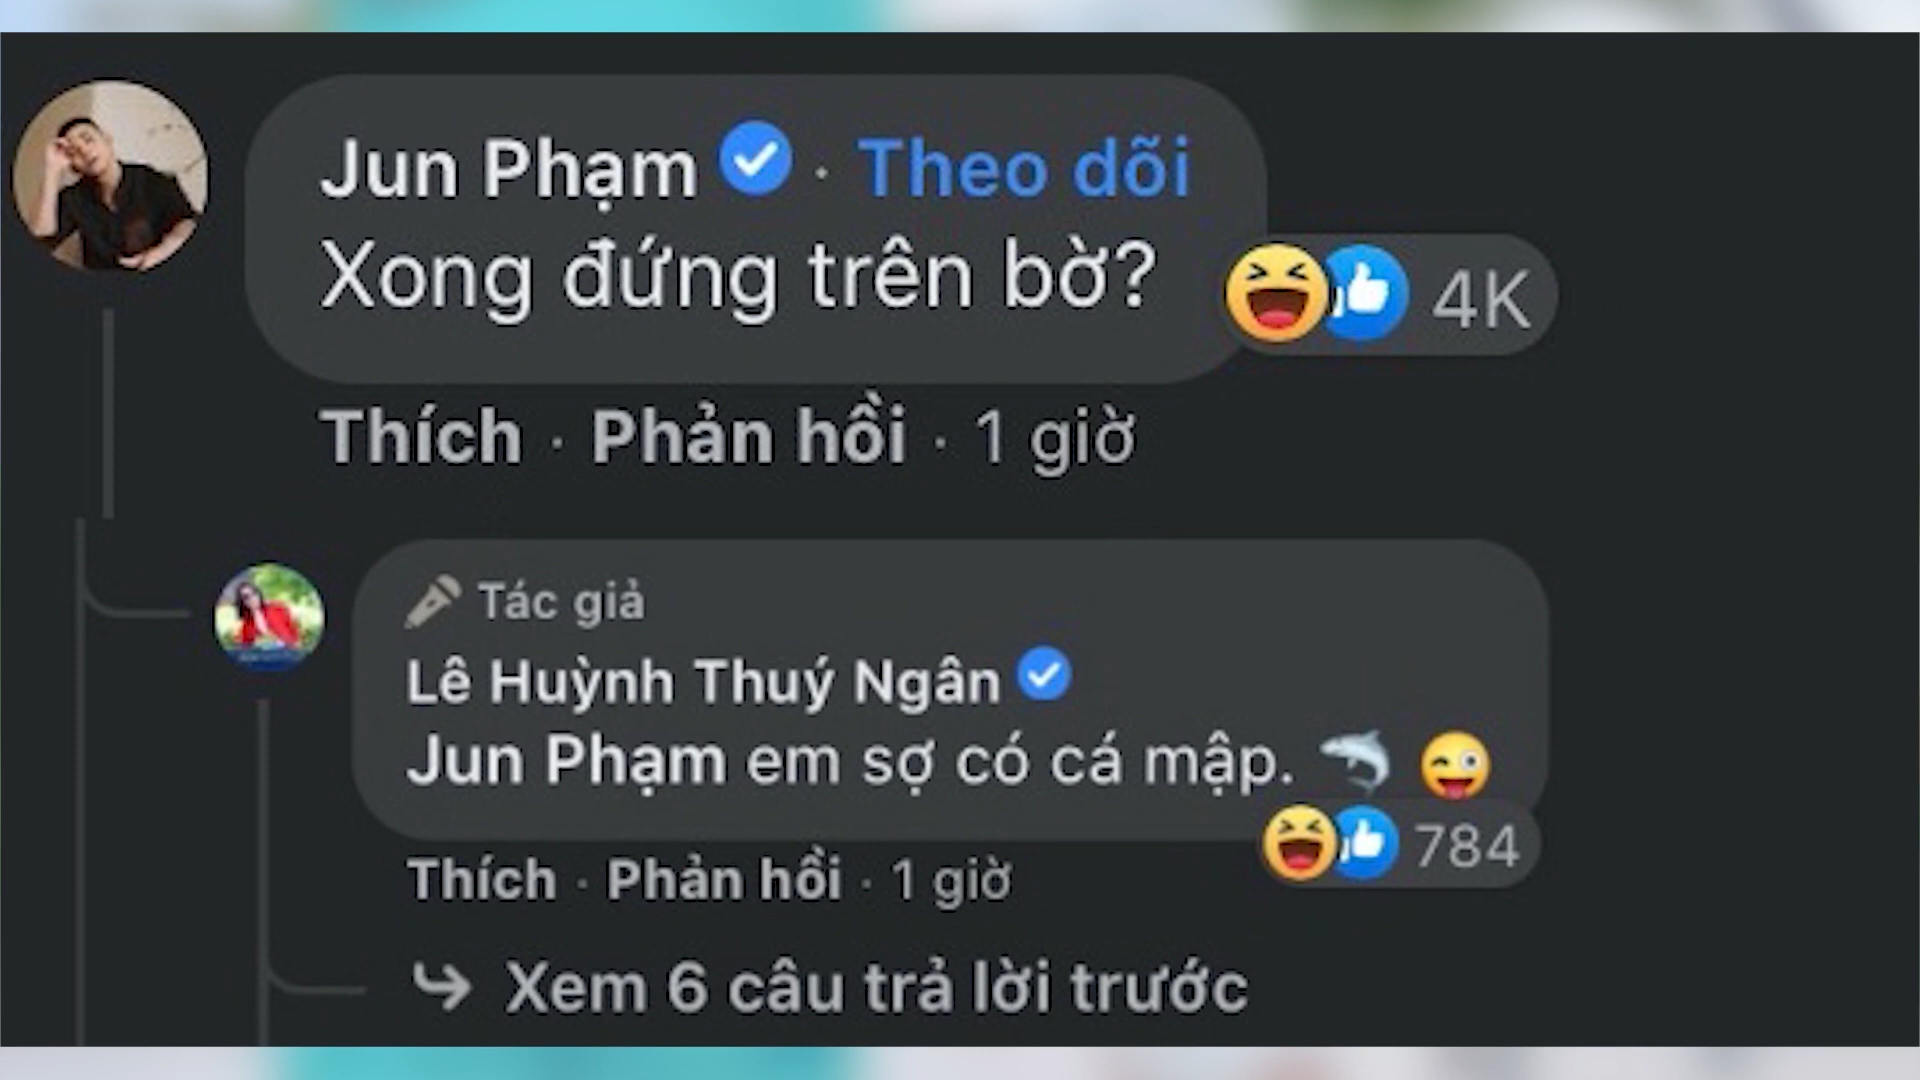 Jun Phạm · Theo dõi
Xong đứng trên bờ?
4K
Thích · Phản hồi · 1 giờ
Tác giả
Lê Huỳnh Thuý Ngân
Jun Phạm em sợ có cá mập. 🦈 😜
784
Thích · Phản hồi · 1 giờ
Xem 6 câu trả lời trước